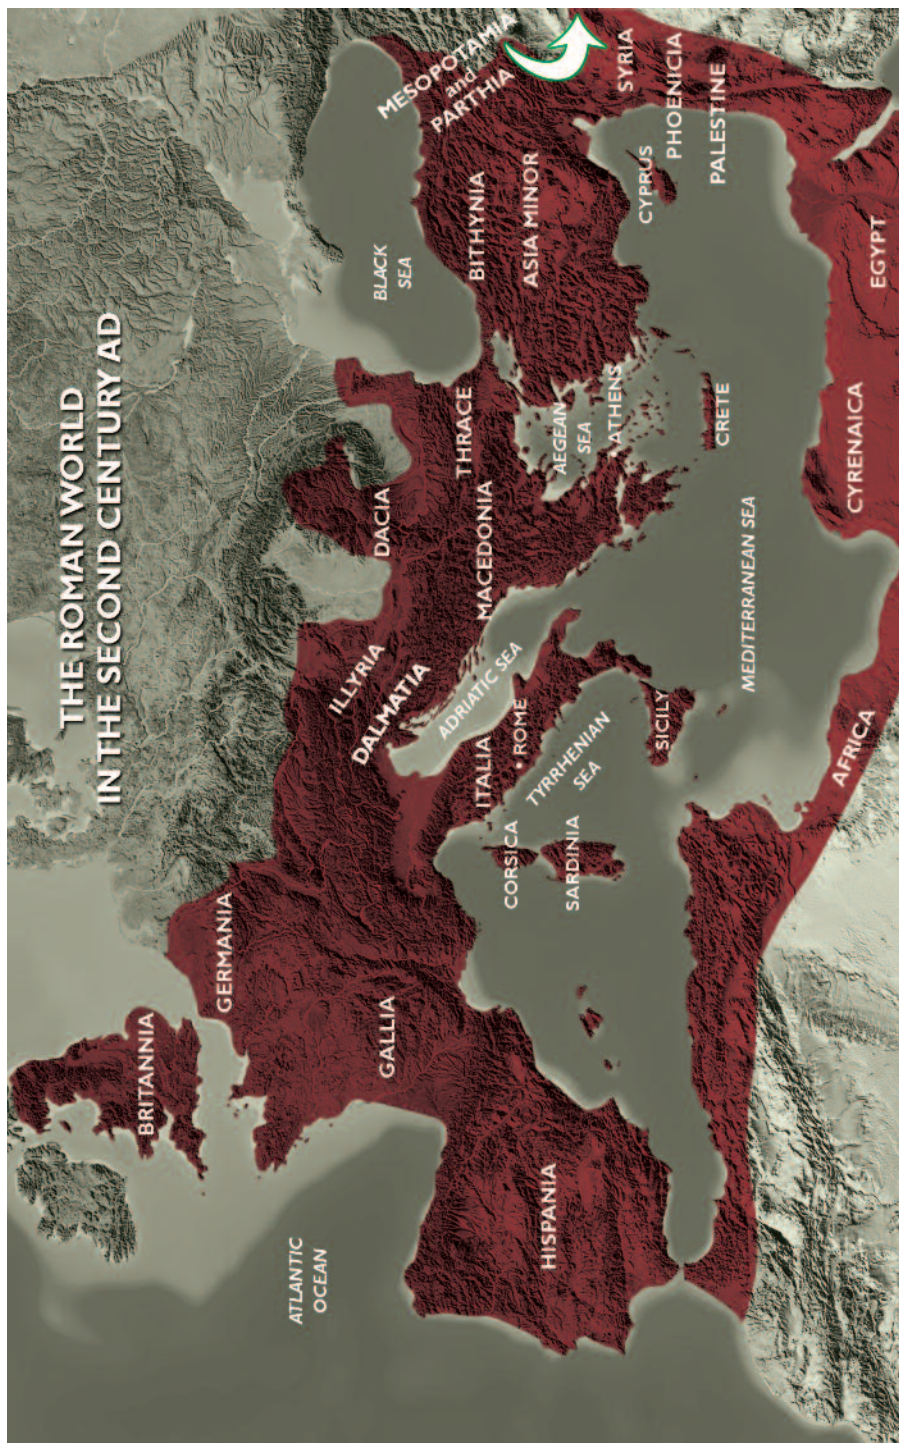 THE ROMAN WORLD
IN THE SECOND CENTURY AD
BRITANNIA
GERMANIA
GALLIA
ATLANTIC
OCEAN
HISPANIA
ILLYRIA
DALMATIA
DACIA
THRACE
MACEDONIA
ADRIATIC SEA
ITALIA
ROME
CORSICA
SARDINIA
TYRRHENIAN
SEA
SICILY
BLACK
SEA
BITHYNIA
ASIA MINOR
AEGEAN
SEA
ATHENS
CRETE
MESOPOTAMIA
and
PARTHIA
SYRIA
CYPRUS
PHOENICIA
PALESTINE
MEDITERRANEAN SEA
AFRICA
CYRENAICA
EGYPT